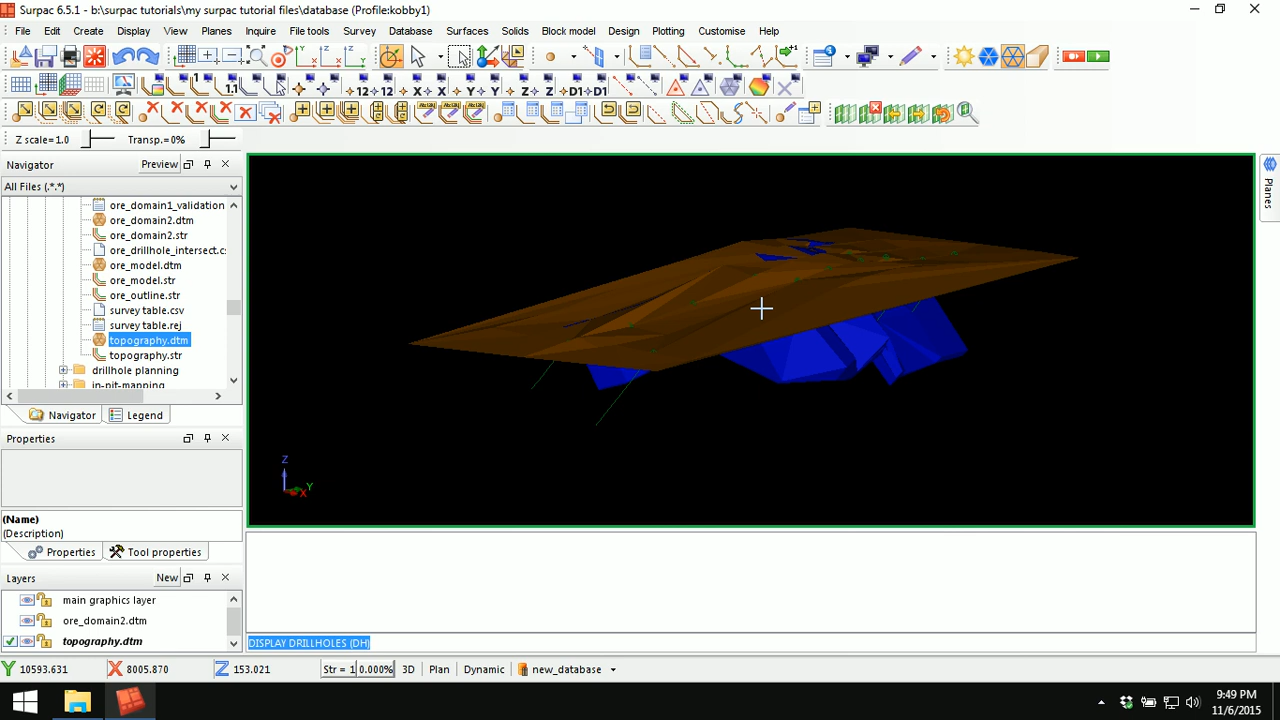 Surpac 6.5.1 - b:\surpac tutorials\my surpac tutorial files\database (Profile:kobby1)
File Edit Create Display View Planes Inquire File tools Survey Database Surfaces Solids Block model Design Plotting Customise Help
Z scale=1.0 Transp.=0%
Navigator Preview
All Files (*.*)
ore_domain1_validation
ore_domain2.dtm
ore_domain2.str
ore_drillhole_intersect.c
ore_model.dtm
ore_model.str
ore_outline.str
survey table.csv
survey table.rej
topography.dtm
topography.str
drillhole planning
in-pit-mapping
Navigator Legend
Properties
(Name)
(Description)
Properties Tool properties
Layers New
main graphics layer
ore_domain2.dtm
topography.dtm
Z
Y
X
Planes
DISPLAY DRILLHOLES (DH)
Y 10593.631 X 8005.870 Z 153.021 Str = 1 0.000% 3D Plan Dynamic new_database
9:49 PM
11/6/2015